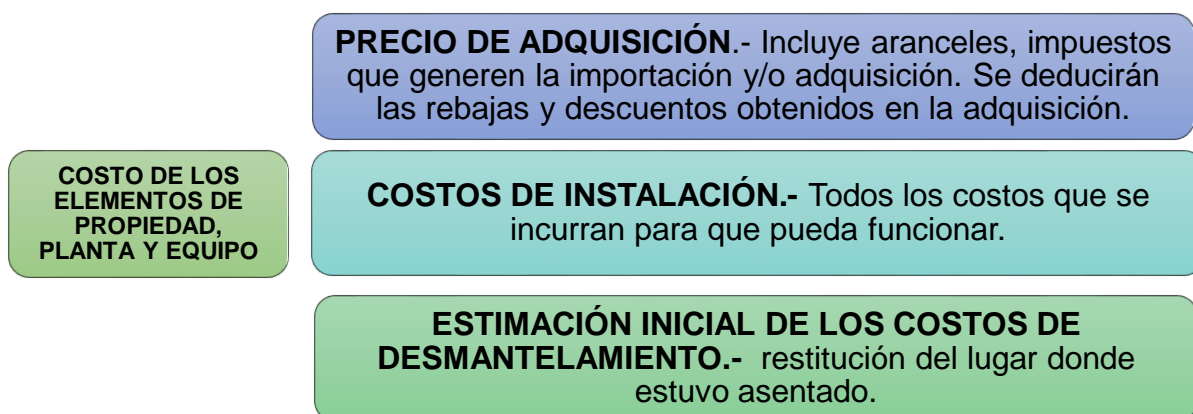 PRECIO DE ADQUISICIÓN.- Incluye aranceles, impuestos
que generen la importación y/o adquisición. Se deducirán
las rebajas y descuentos obtenidos en la adquisición.
COSTO DE LOS
ELEMENTOS DE
PROPIEDAD,
PLANTA Y EQUIPO
COSTOS DE INSTALACIÓN.- Todos los costos que se
incurran para que pueda funcionar.
ESTIMACIÓN INICIAL DE LOS COSTOS DE
DESMANTELAMIENTO.- restitución del lugar donde
estuvo asentado.